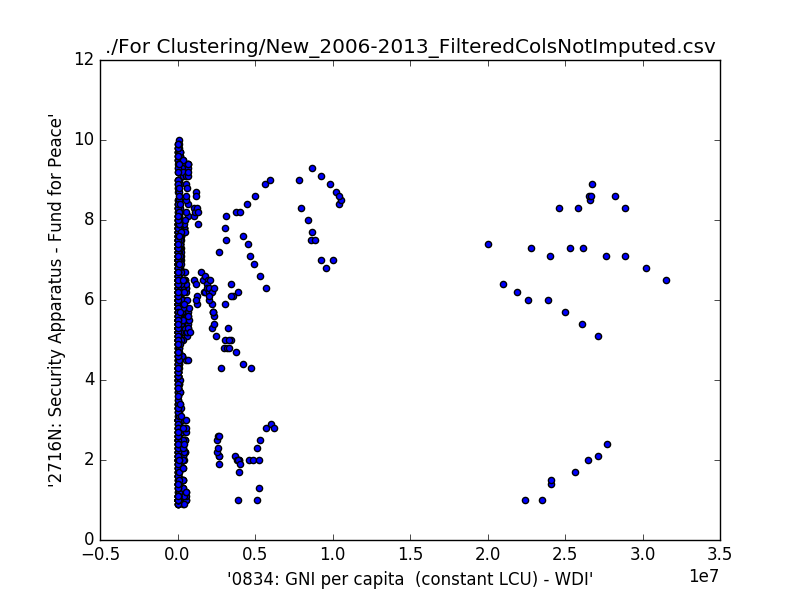 ./For Clustering/New_2006-2013_FilteredColsNotImputed.csv
12
10
8
6
4
2
0
'2716N: Security Apparatus - Fund for Peace'
−0.5 0.0 0.5 1.0 1.5 2.0 2.5 3.0 3.5
1e7
'0834: GNI per capita  (constant LCU) - WDI'